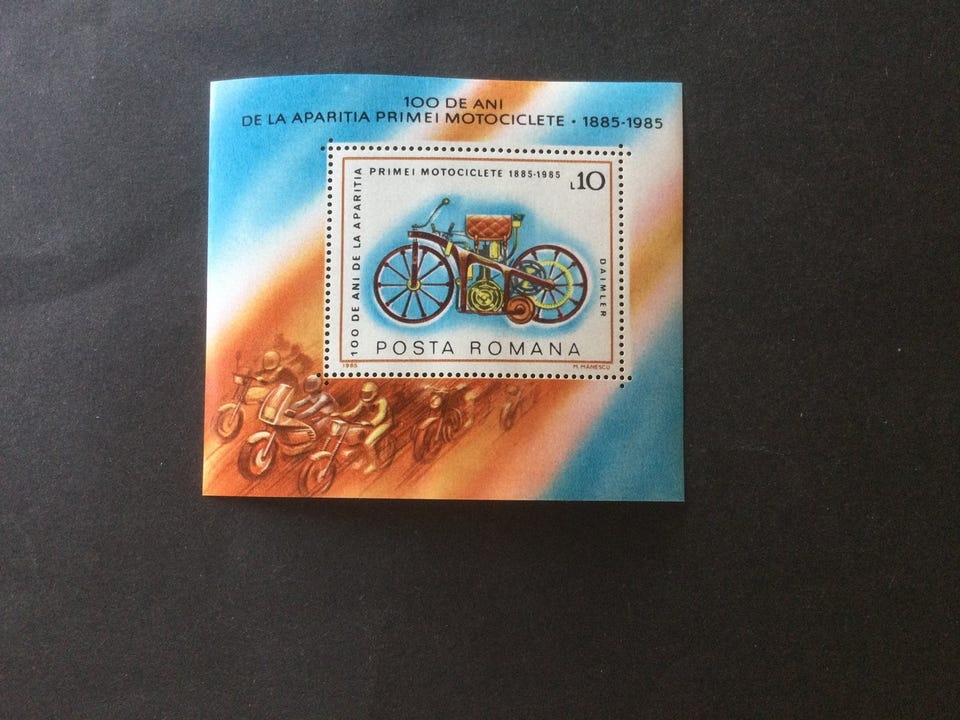 100 DE ANI
DE LA APARITIA PRIMEI MOTOCICLETE • 1885-1985
100 DE ANI DE LA APARITIA
PRIMEI MOTOCICLETE 1885-1985
L10
DAIMLER
POSTA ROMANA
1985
M. MĂNESCU